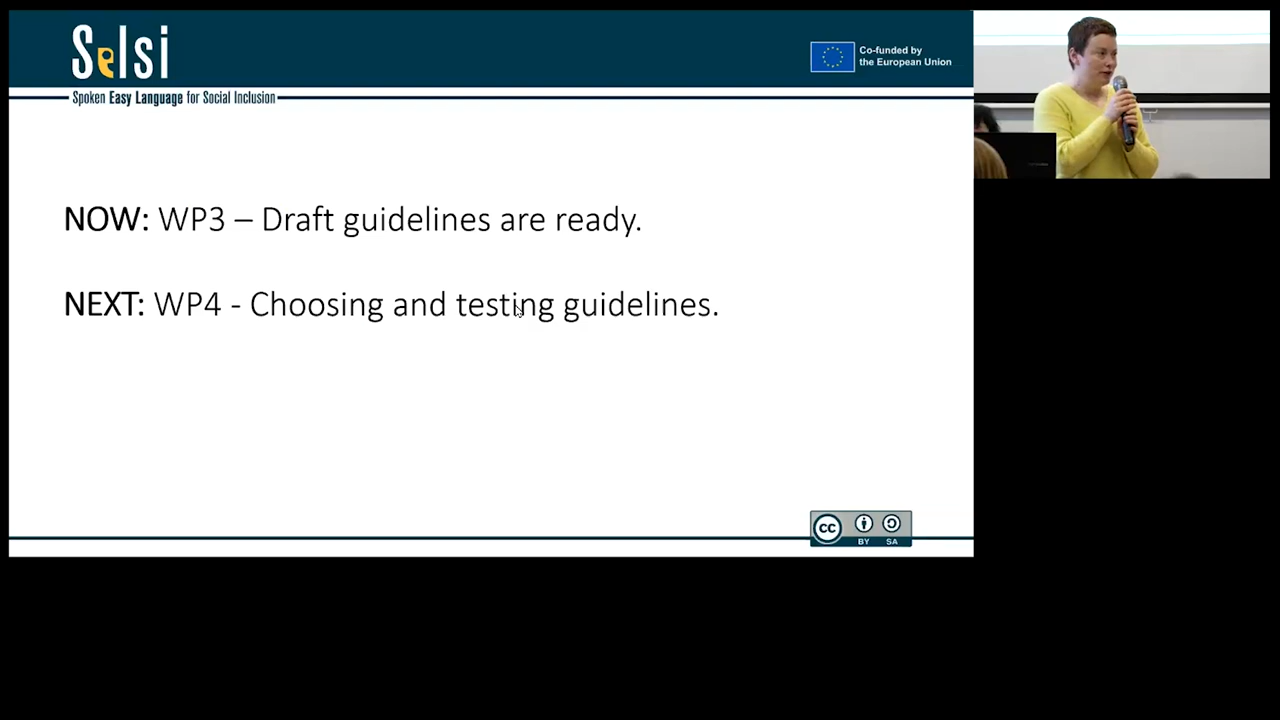 Selsi
Spoken Easy Language for Social Inclusion
Co-funded by
the European Union
NOW: WP3 – Draft guidelines are ready.
NEXT: WP4 - Choosing and testing guidelines.
cc
BY SA